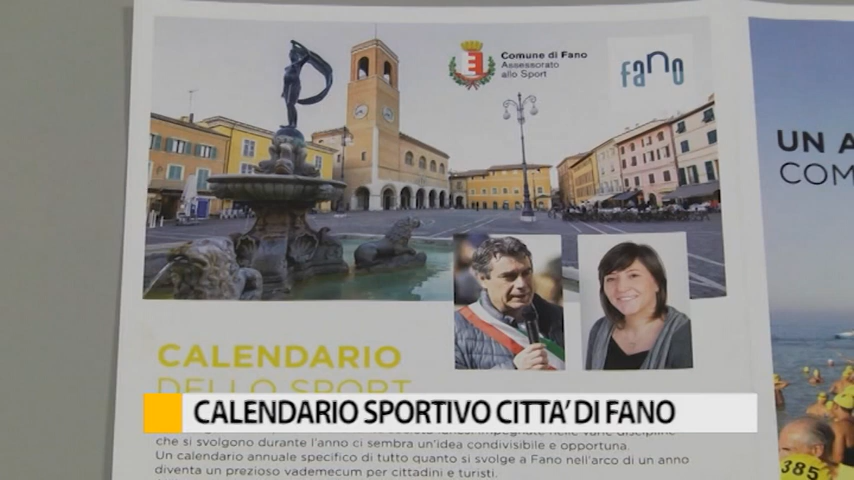 Comune di Fano
Assessorato
allo Sport
fano
UN A
COM
CALENDARIO
DELLO SPORT
CALENDARIO SPORTIVO CITTA' DI FANO
che si svolgono durante l'anno ci sembra un'idea condivisibile e opportuna.
Un calendario annuale specifico di tutto quanto si svolge a Fano nell'arco di un anno
diventa un prezioso vademecum per cittadini e turisti.
385